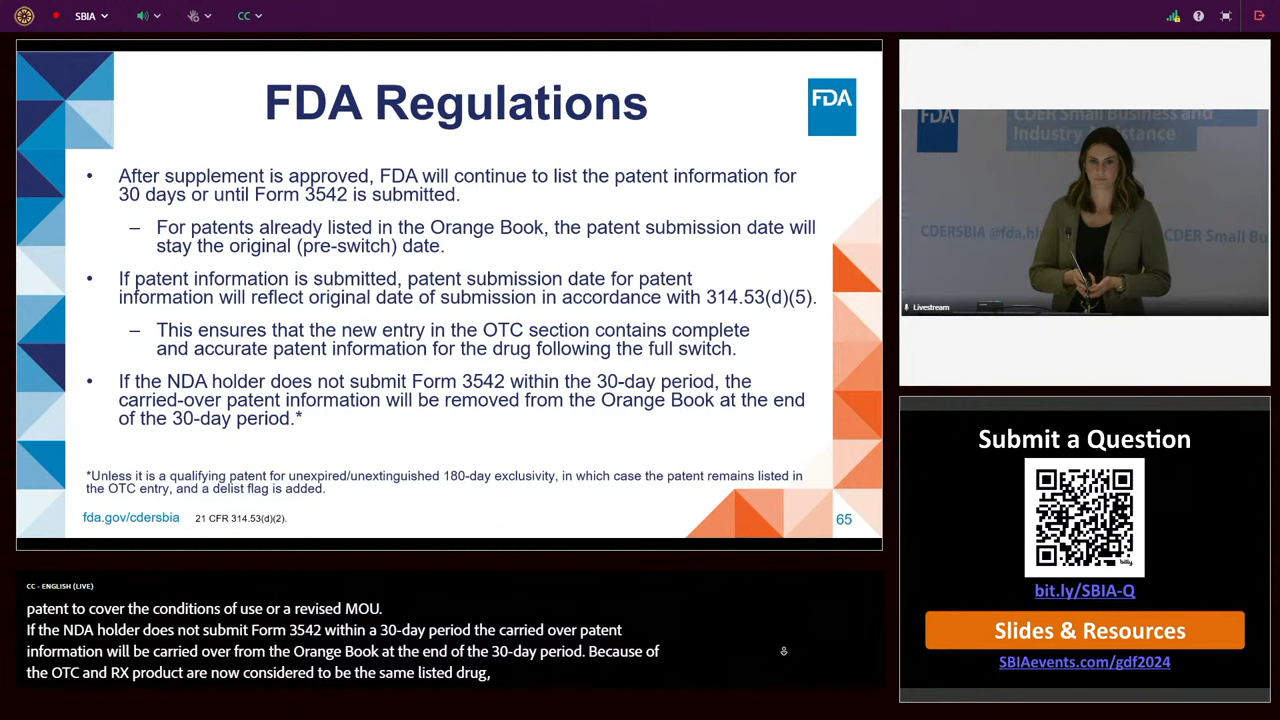 SBIA
CC
FDA Regulations
FDA
• After supplement is approved, FDA will continue to list the patent information for
30 days or until Form 3542 is submitted.
– For patents already listed in the Orange Book, the patent submission date will
stay the original (pre-switch) date.
• If patent information is submitted, patent submission date for patent
information will reflect original date of submission in accordance with 314.53(d)(5).
– This ensures that the new entry in the OTC section contains complete
and accurate patent information for the drug following the full switch.
• If the NDA holder does not submit Form 3542 within the 30-day period, the
carried-over patent information will be removed from the Orange Book at the end
of the 30-day period.*
*Unless it is a qualifying patent for unexpired/unextinguished 180-day exclusivity, in which case the patent remains listed in
the OTC entry, and a delist flag is added.
fda.gov/cdersbia
21 CFR 314.53(d)(2).
65
FDA
CDER Small Business and
Industry Assistance
CDERSBIA @fda.hh
CDER Small Busi
Livestream
Submit a Question
bitly
bit.ly/SBIA-Q
Slides & Resources
SBIAevents.com/gdf2024
CC - ENGLISH (LIVE)
patent to cover the conditions of use or a revised MOU.
If the NDA holder does not submit Form 3542 within a 30-day period the carried over patent
information will be carried over from the Orange Book at the end of the 30-day period. Because of
the OTC and RX product are now considered to be the same listed drug,